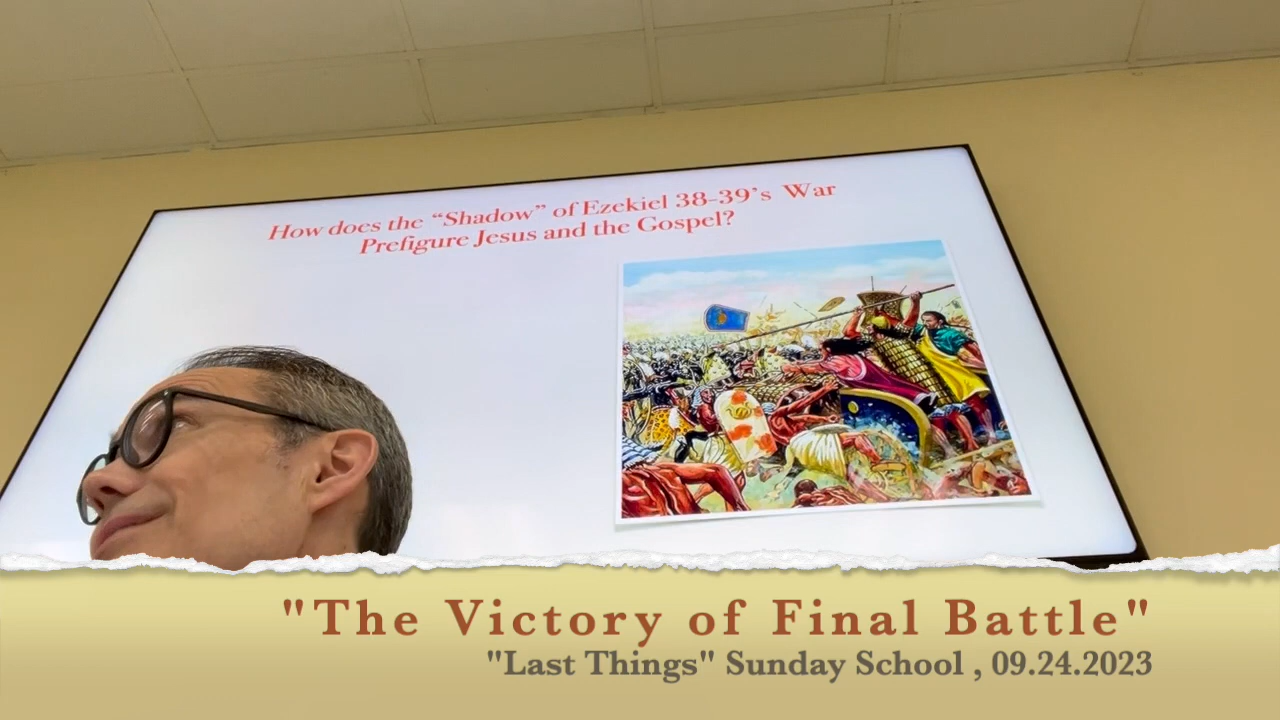 How does the “Shadow” of Ezekiel 38-39’s War
Prefigure Jesus and the Gospel?
"The Victory of Final Battle"
"Last Things" Sunday School , 09.24.2023